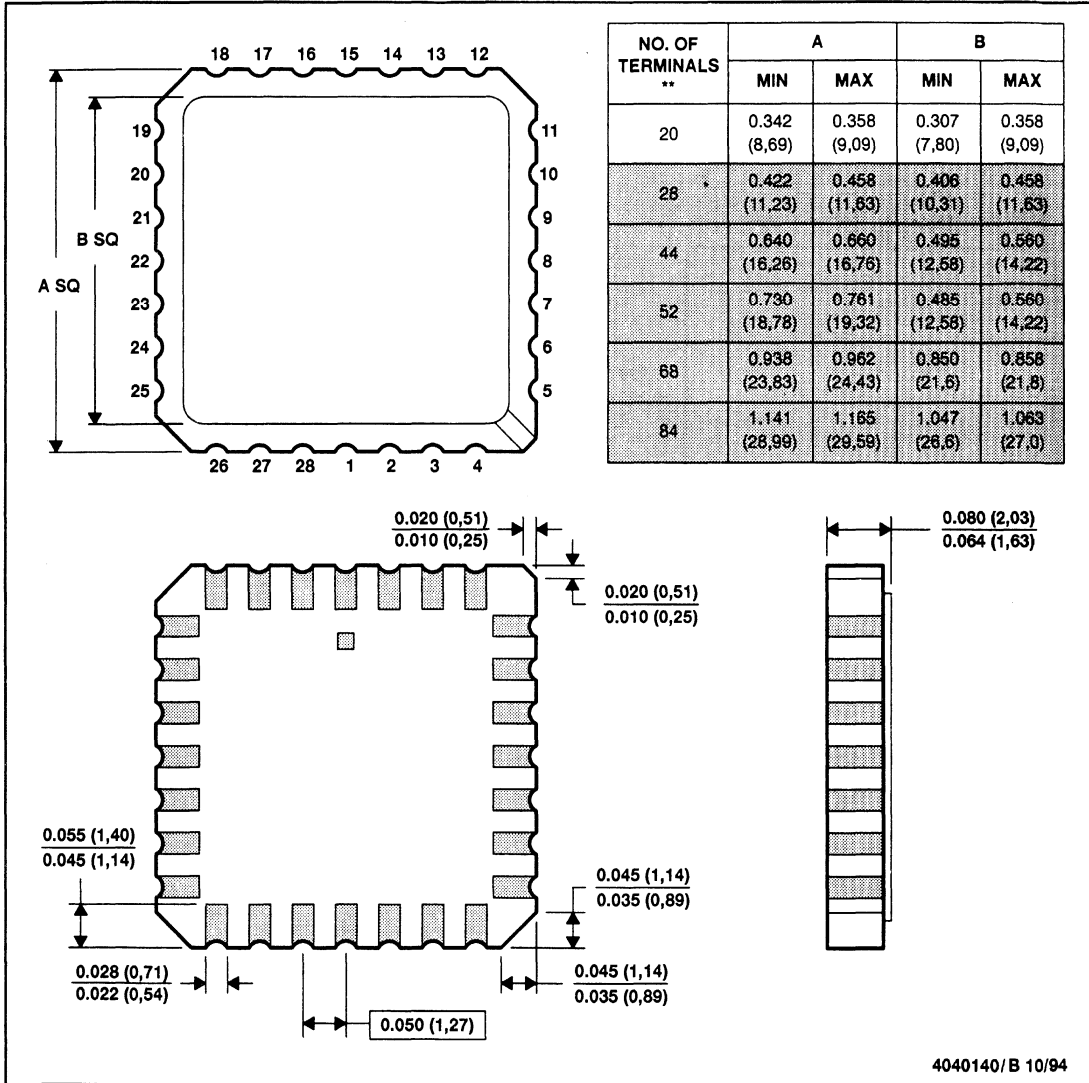 18 17 16 15 14 13 12
19
20
21
22
23
24
25
11
10
9
8
7
6
5
26 27 28 1 2 3 4
A SQ
B SQ
NO. OF TERMINALS ** A B
MIN MAX MIN MAX
20 0.342 0.358 0.307 0.358
(8,69) (9,09) (7,80) (9,09)
28 0.422 0.458 0.406 0.458
(11,23) (11,63) (10,31) (11,63)
44 0.640 0.660 0.495 0.560
(16,26) (16,76) (12,58) (14,22)
52 0.730 0.761 0.485 0.560
(18,78) (19,32) (12,58) (14,22)
68 0.938 0.962 0.850 0.858
(23,83) (24,43) (21,6) (21,8)
84 1.141 1.165 1.047 1.063
(28,99) (29,59) (26,6) (27,0)
0.020 (0,51)
0.010 (0,25)
0.020 (0,51)
0.010 (0,25)
0.080 (2,03)
0.064 (1,63)
0.055 (1,40)
0.045 (1,14)
0.045 (1,14)
0.035 (0,89)
0.028 (0,71)
0.022 (0,54)
0.045 (1,14)
0.035 (0,89)
0.050 (1,27)
4040140/B 10/94